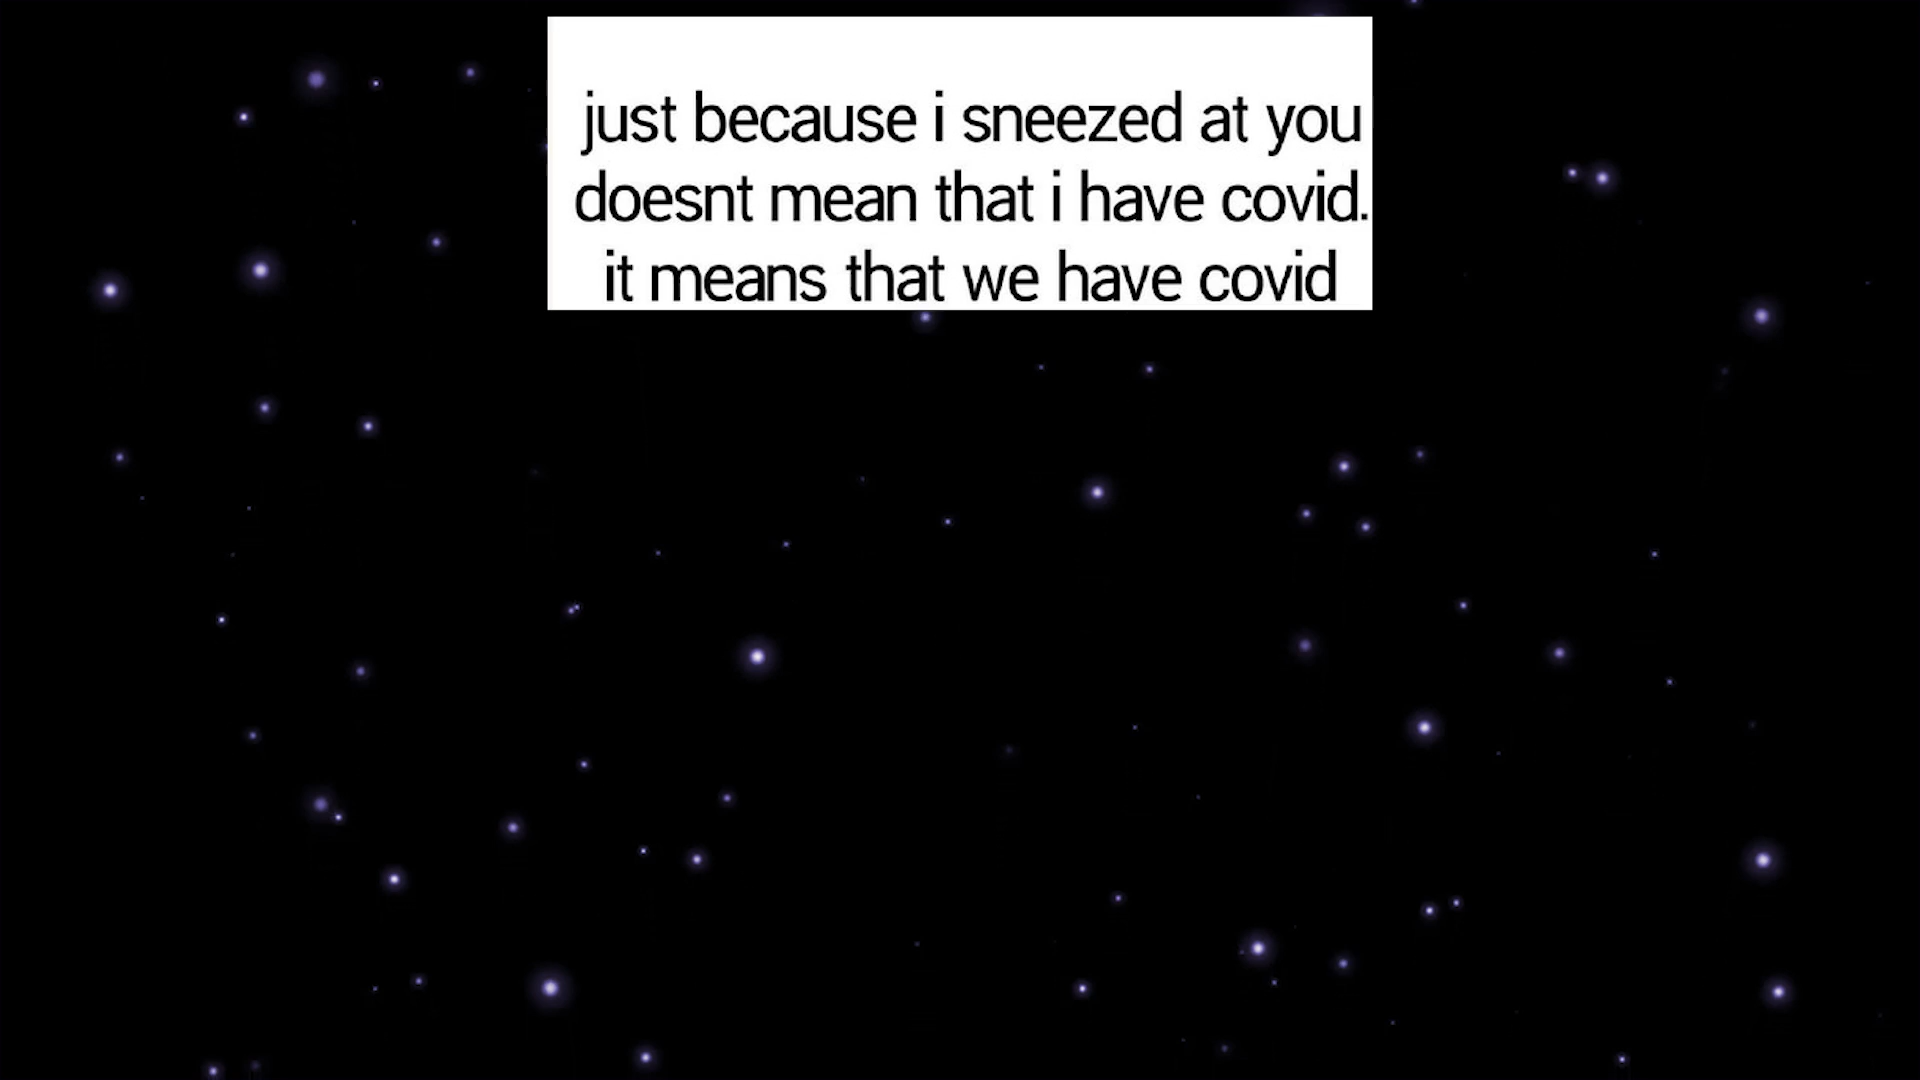 just because i sneezed at you
doesnt mean that i have covid.
it means that we have covid